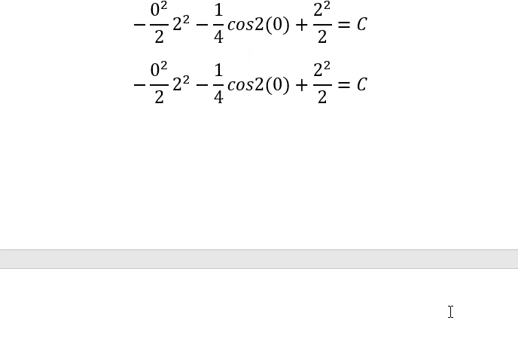 −0²/2 2² − 1/4 cos2(0) + 2²/2 = C
−0²/2 2² − 1/4 cos2(0) + 2²/2 = C